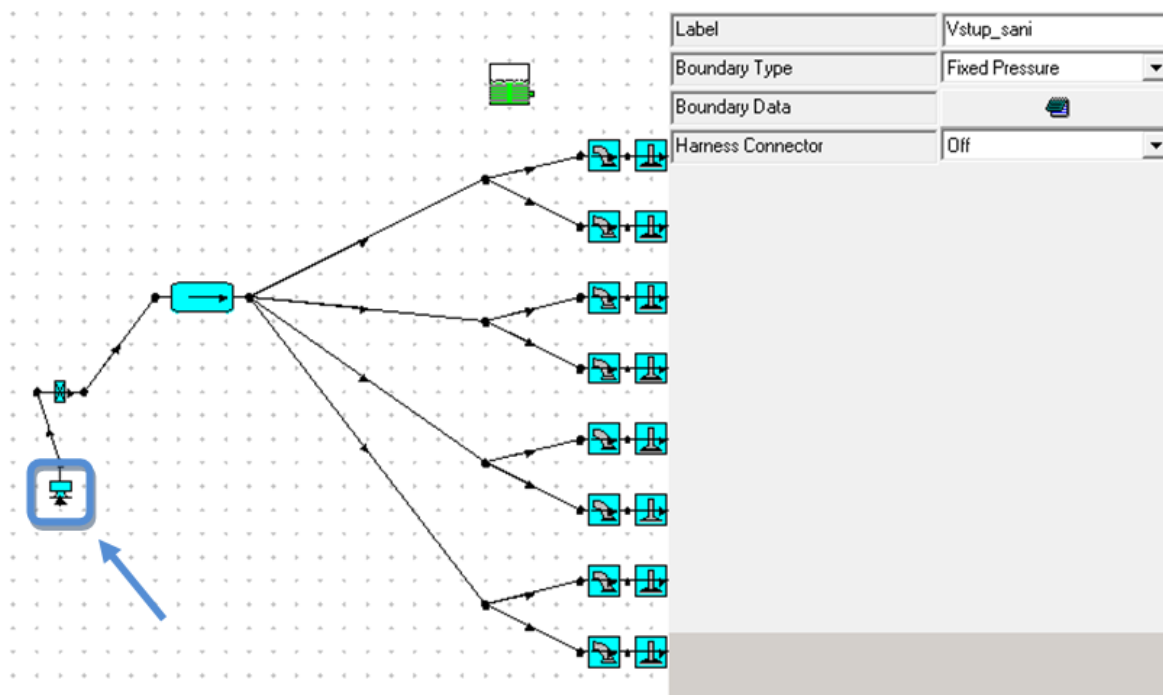 Label Vstup_sani
Boundary Type Fixed Pressure
Boundary Data
Harness Connector Off